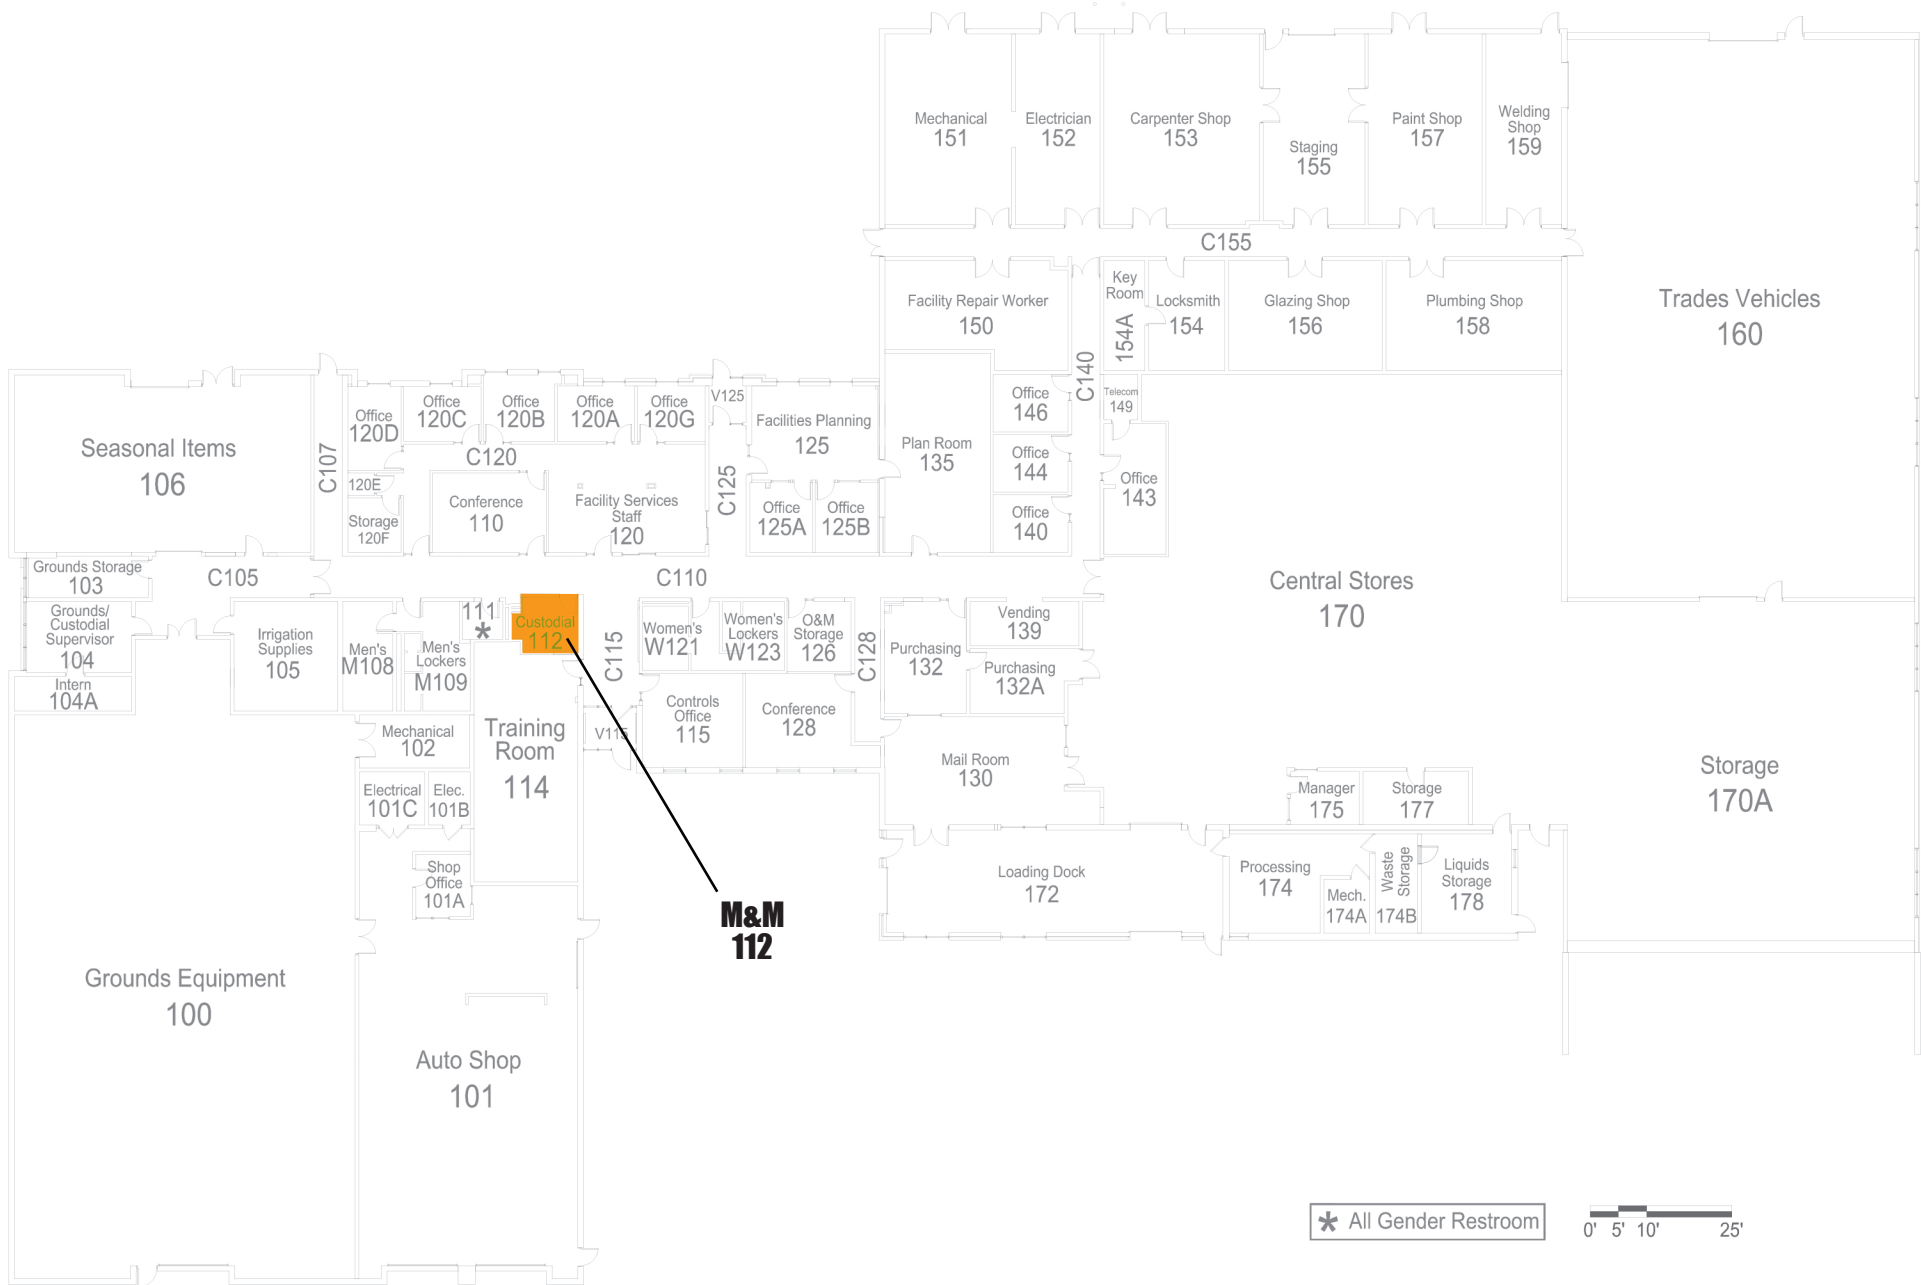 Mechanical
151
Electrician
152
Carpenter Shop
153
Staging
155
Paint Shop
157
Welding
Shop
159
C155
Facility Repair Worker
150
C140
Key
Room
154A
Locksmith
154
Glazing Shop
156
Plumbing Shop
158
Trades Vehicles
160
Seasonal Items
106
C107
Office
120D
Office
120C
Office
120B
Office
120A
Office
120G
V125
Facilities Planning
125
C120
120E
Storage
120F
Conference
110
Facility Services
Staff
120
C125
Office
125A
Office
125B
Plan Room
135
Office
146
Office
144
Office
140
Telecom
149
Office
143
Grounds Storage
103
C105
C110
Central Stores
170
Grounds/
Custodial
Supervisor
104
Intern
104A
Irrigation
Supplies
105
Men's
M108
Men's
Lockers
M109
111
*
Custodial
112
C115
Women's
W121
Women's
Lockers
W123
O&M
Storage
126
C128
Purchasing
132
Vending
139
Purchasing
132A
Mechanical
102
Training
Room
114
V115
Controls
Office
115
Conference
128
Mail Room
130
Storage
170A
Electrical
101C
Elec.
101B
Shop
Office
101A
Manager
175
Storage
177
Loading Dock
172
Processing
174
Mech.
174A
Waste
Storage
174B
Liquids
Storage
178
M&M
112
Grounds Equipment
100
Auto Shop
101
* All Gender Restroom
0' 5' 10' 25'